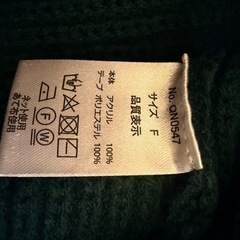 No. QN0547
サイズ F
品質表示
本体 アクリル 100%
テープ ポリエステル 100%
F W
ネット使用
あて布使用